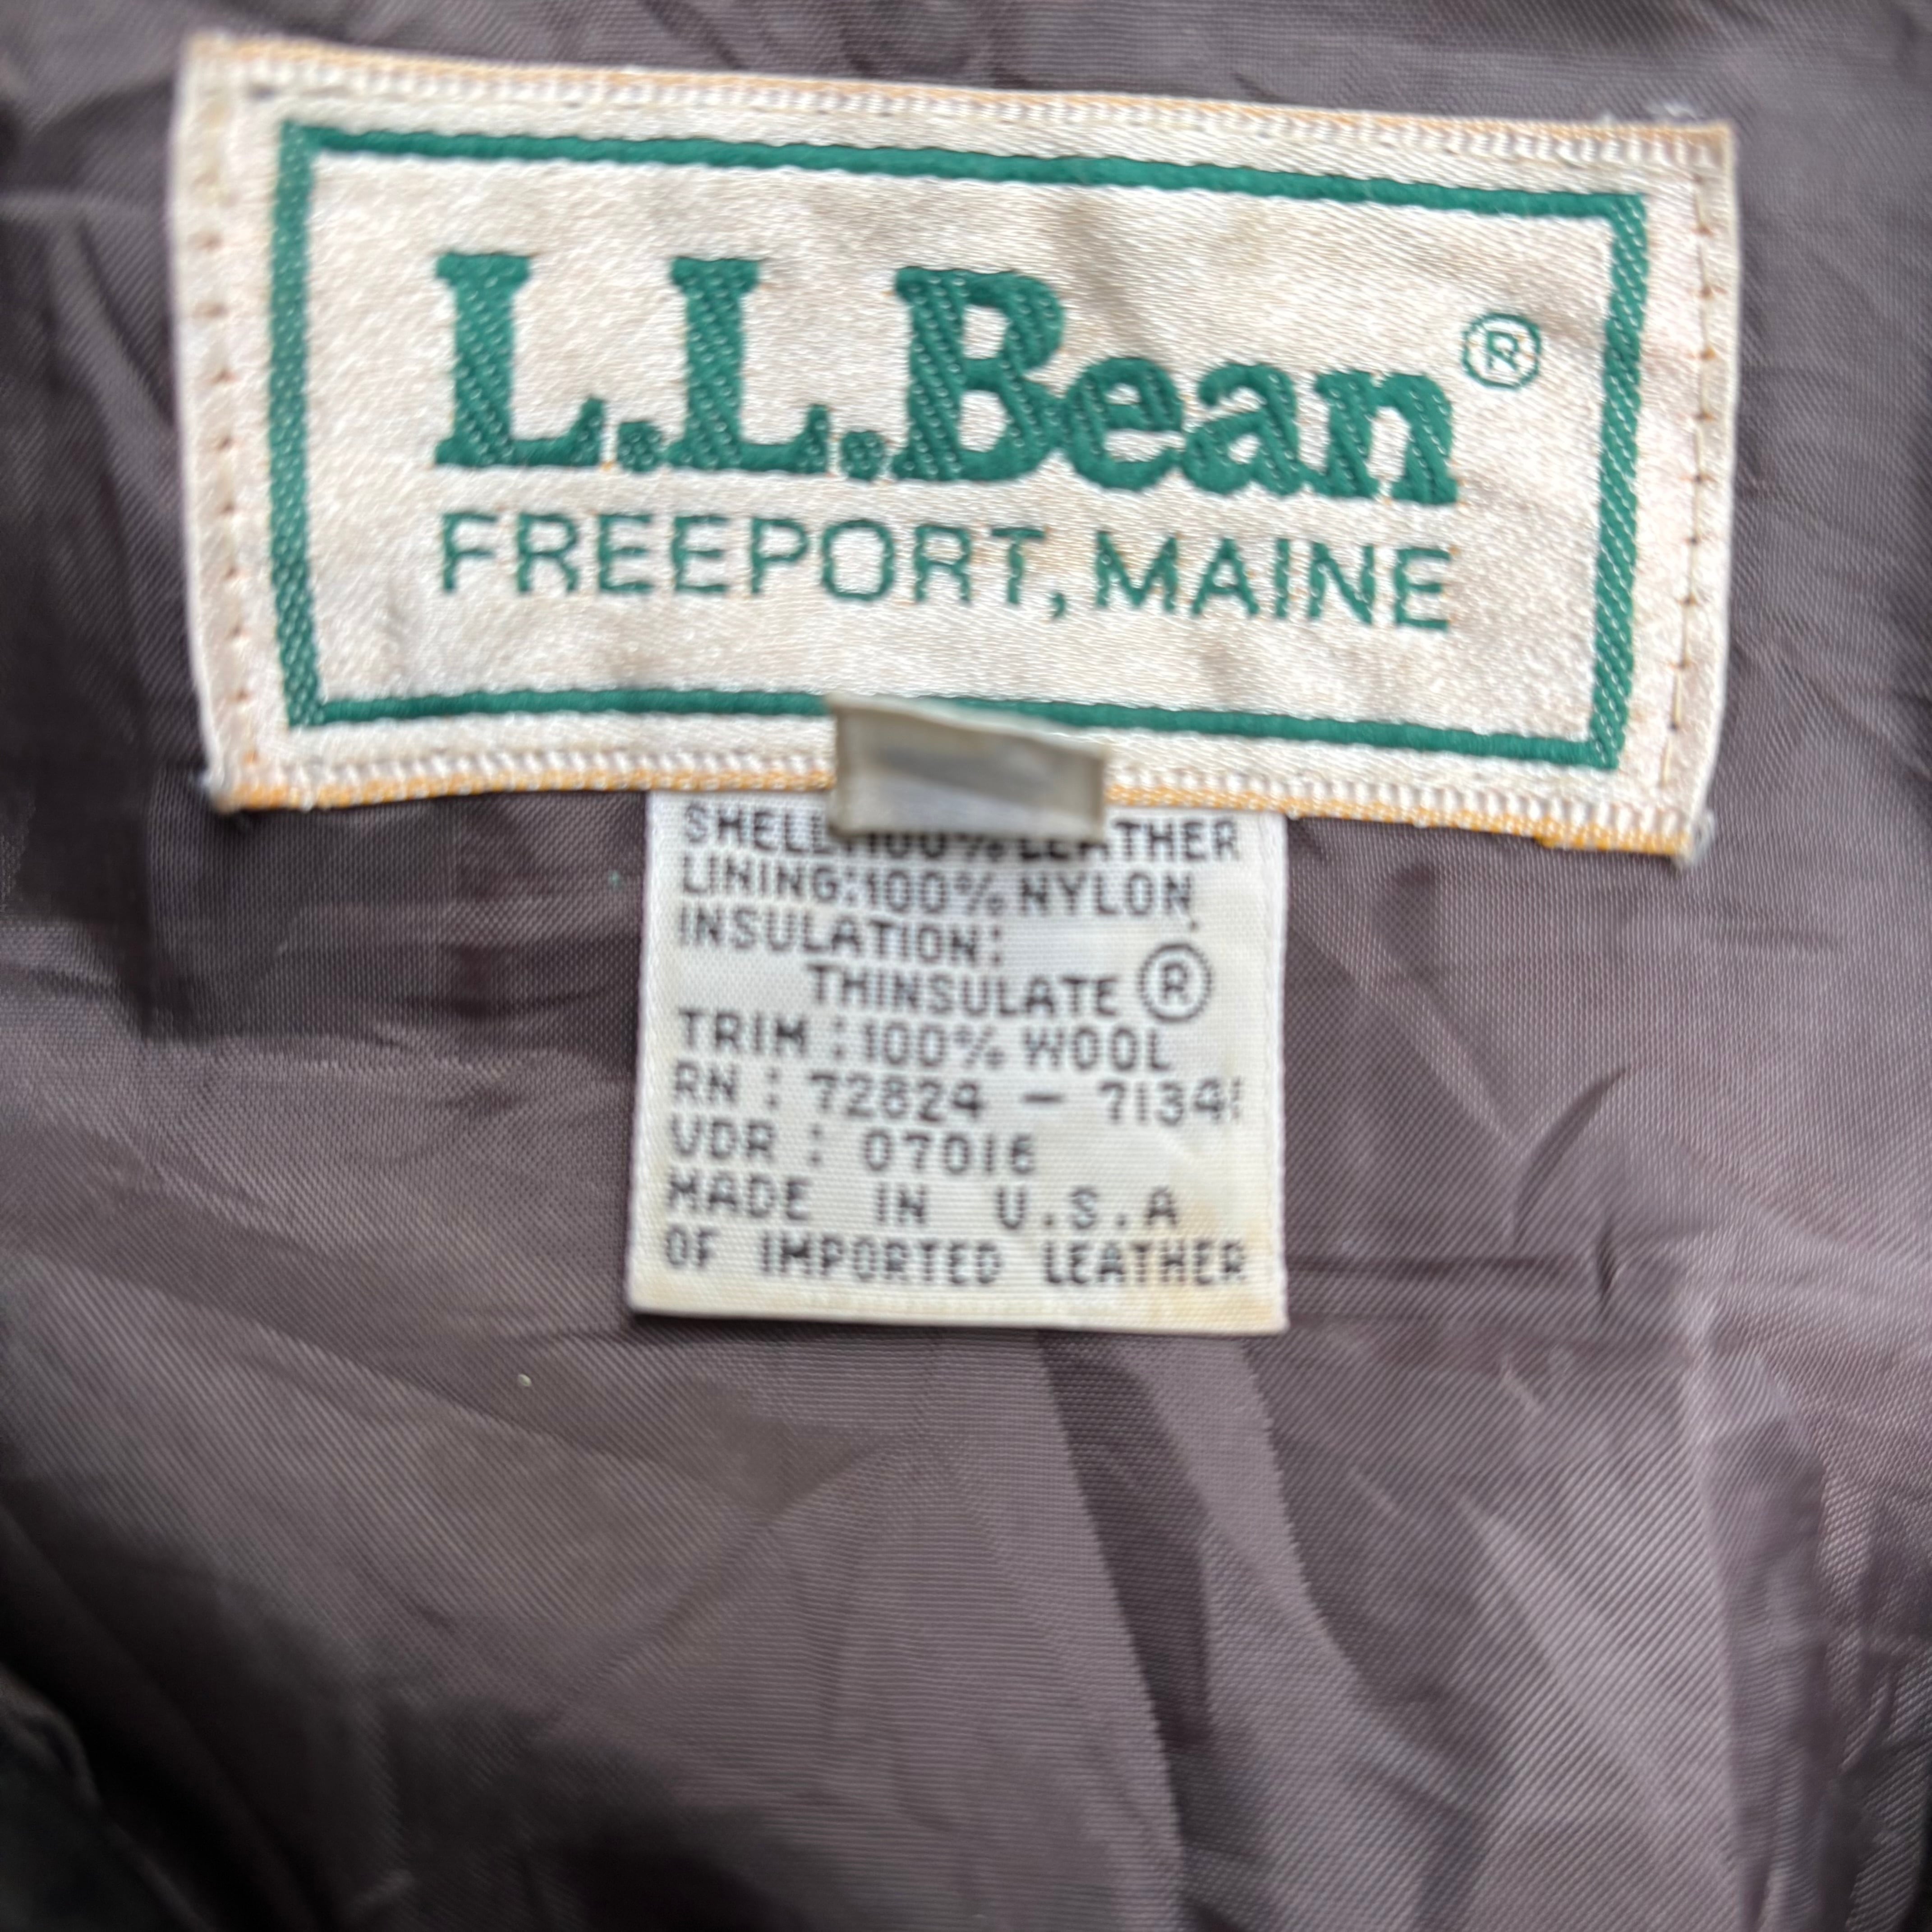 L.L.Bean®
FREEPORT, MAINE
SHELL:100% LEATHER
LINING:100% NYLON
INSULATION:
THINSULATE ®
TRIM :100% WOOL
RN : 72824 -
VDR : 07016
MADE IN U.S.A
OF IMPORTED LEATHER